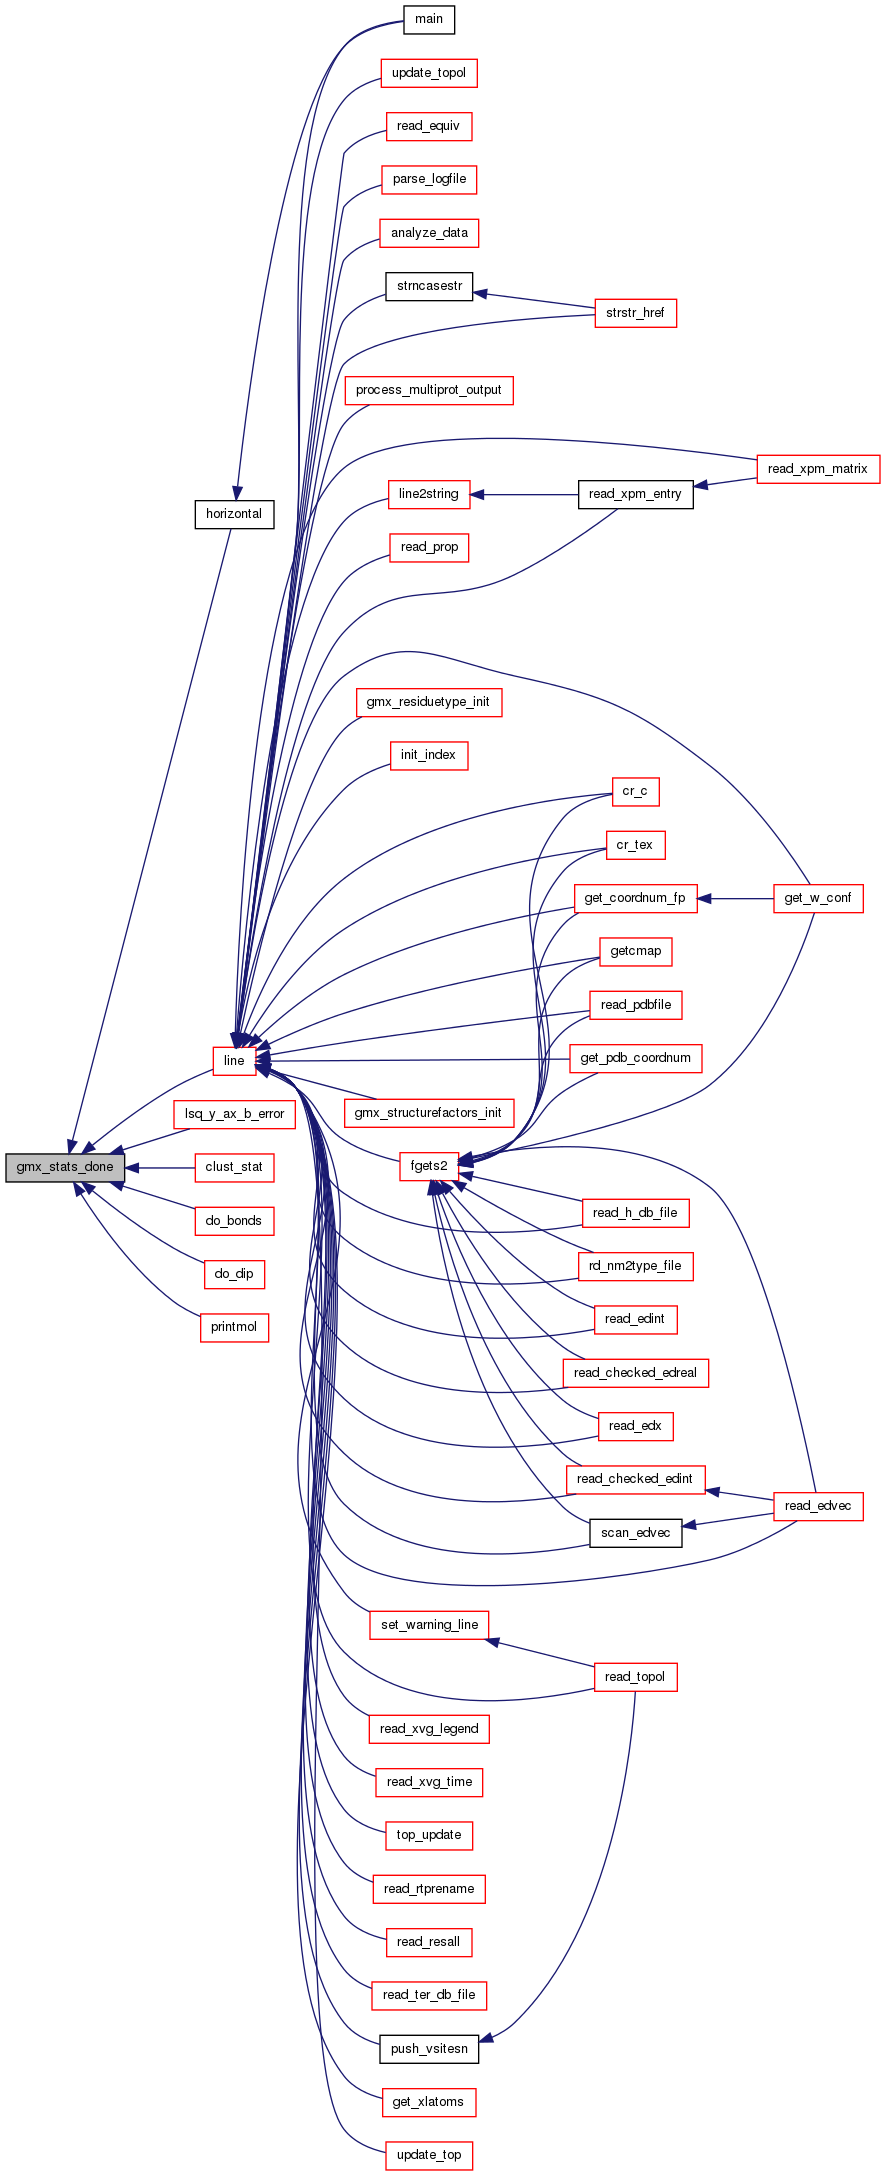 main
update_topol
read_equiv
parse_logfile
analyze_data
strncasestr
strstr_href
process_multiprot_output
read_xpm_matrix
line2string
read_xpm_entry
horizontal
read_prop
gmx_residuetype_init
init_index
cr_c
cr_tex
get_coordnum_fp
get_w_conf
getcmap
read_pdbfile
line
get_pdb_coordnum
gmx_structurefactors_init
lsq_y_ax_b_error
gmx_stats_done
clust_stat
fgets2
do_bonds
read_h_db_file
do_dip
rd_nm2type_file
printmol
read_edint
read_checked_edreal
read_edx
read_checked_edint
read_edvec
scan_edvec
set_warning_line
read_topol
read_xvg_legend
read_xvg_time
top_update
read_rtprename
read_resall
read_ter_db_file
push_vsitesn
get_xlatoms
update_top